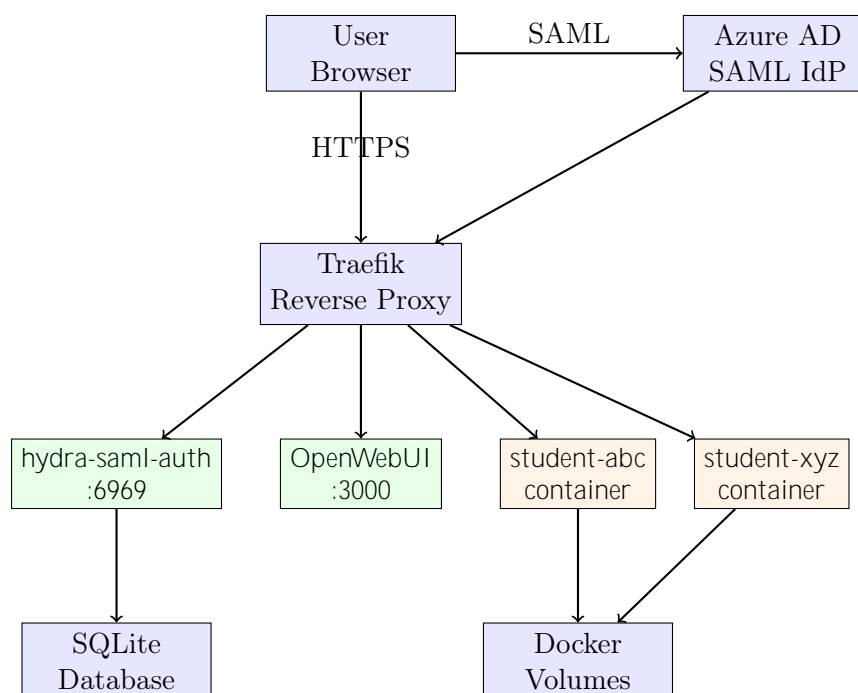 User
Browser
SAML
Azure AD
SAML IdP
HTTPS
Traefik
Reverse Proxy
hydra-saml-auth
:6969
OpenWebUI
:3000
student-abc
container
student-xyz
container
SQLite
Database
Docker
Volumes